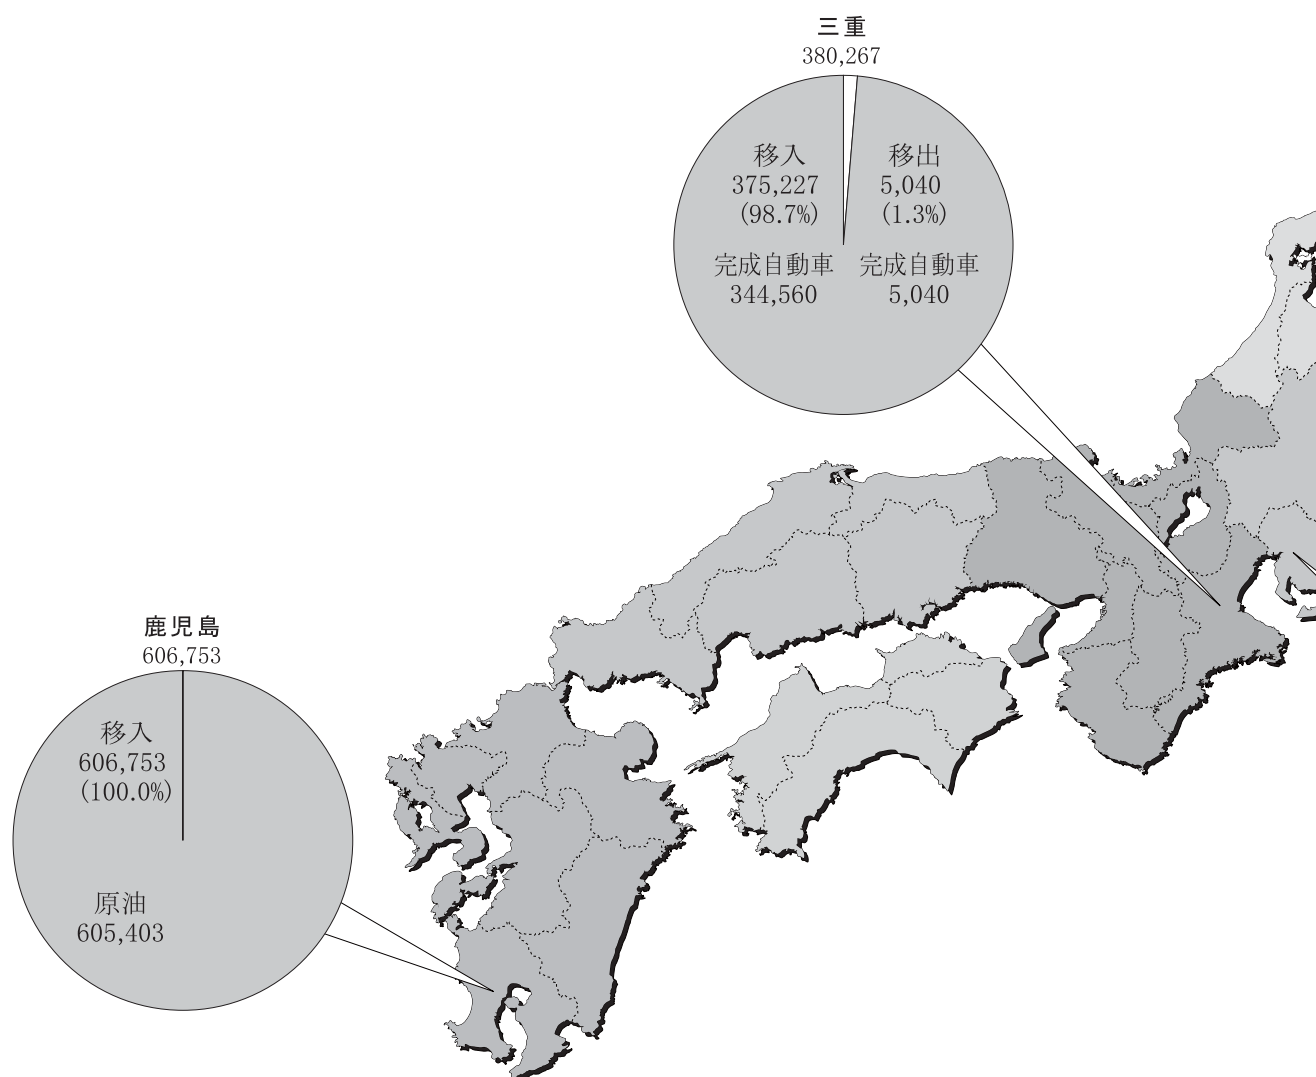 三重
380,267
移入
375,227
(98.7%)
完成自動車
344,560
移出
5,040
(1.3%)
完成自動車
5,040
鹿児島
606,753
移入
606,753
(100.0%)
原油
605,403